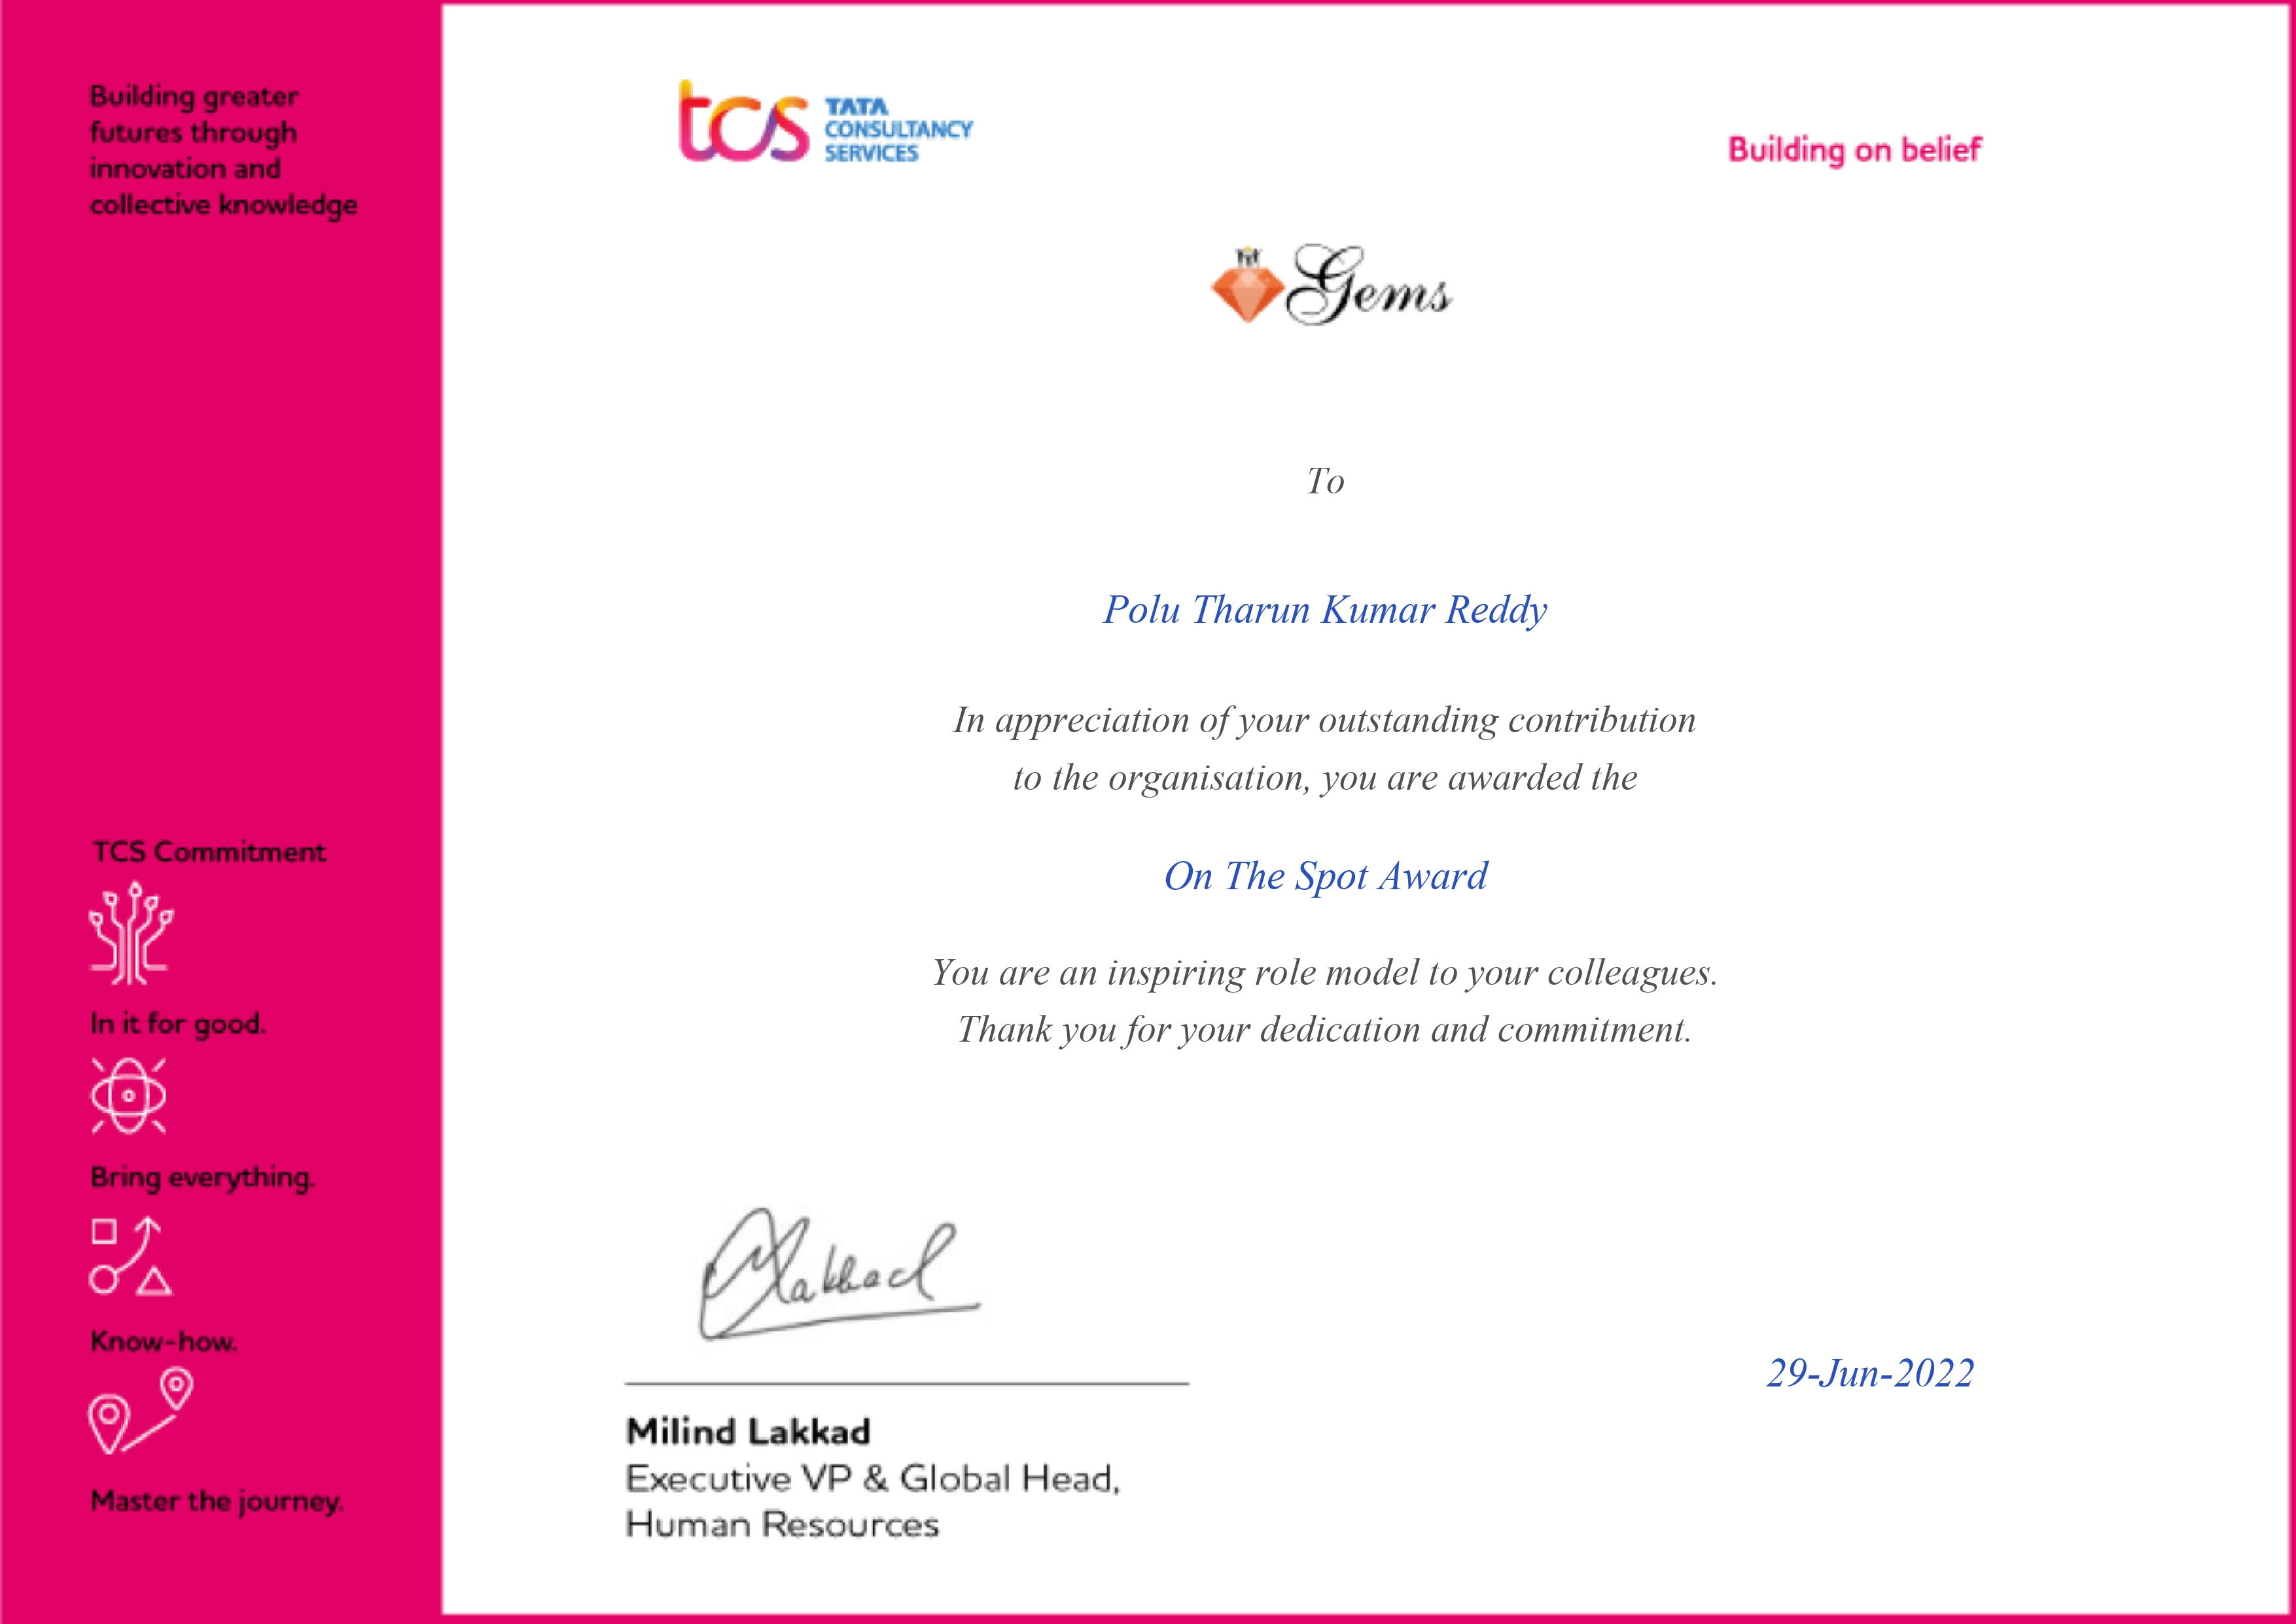 Building greater
futures through
innovation and
collective knowledge
tcs TATA
CONSULTANCY
SERVICES
Building on belief
Gems
To
Polu Tharun Kumar Reddy
In appreciation of your outstanding contribution
to the organisation, you are awarded the
On The Spot Award
You are an inspiring role model to your colleagues.
Thank you for your dedication and commitment.
TCS Commitment
In it for good.
Bring everything.
Know-how.
Master the journey.
Lakkad
29-Jun-2022
Milind Lakkad
Executive VP & Global Head,
Human Resources